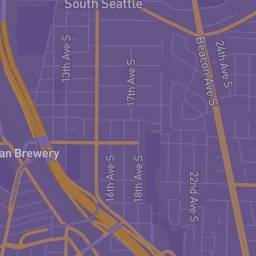 South Seattle
13th Ave S
17th Ave S
Beacon Ave S
24th Ave S
an Brewery
16th Ave S
18th Ave S
22nd Ave S